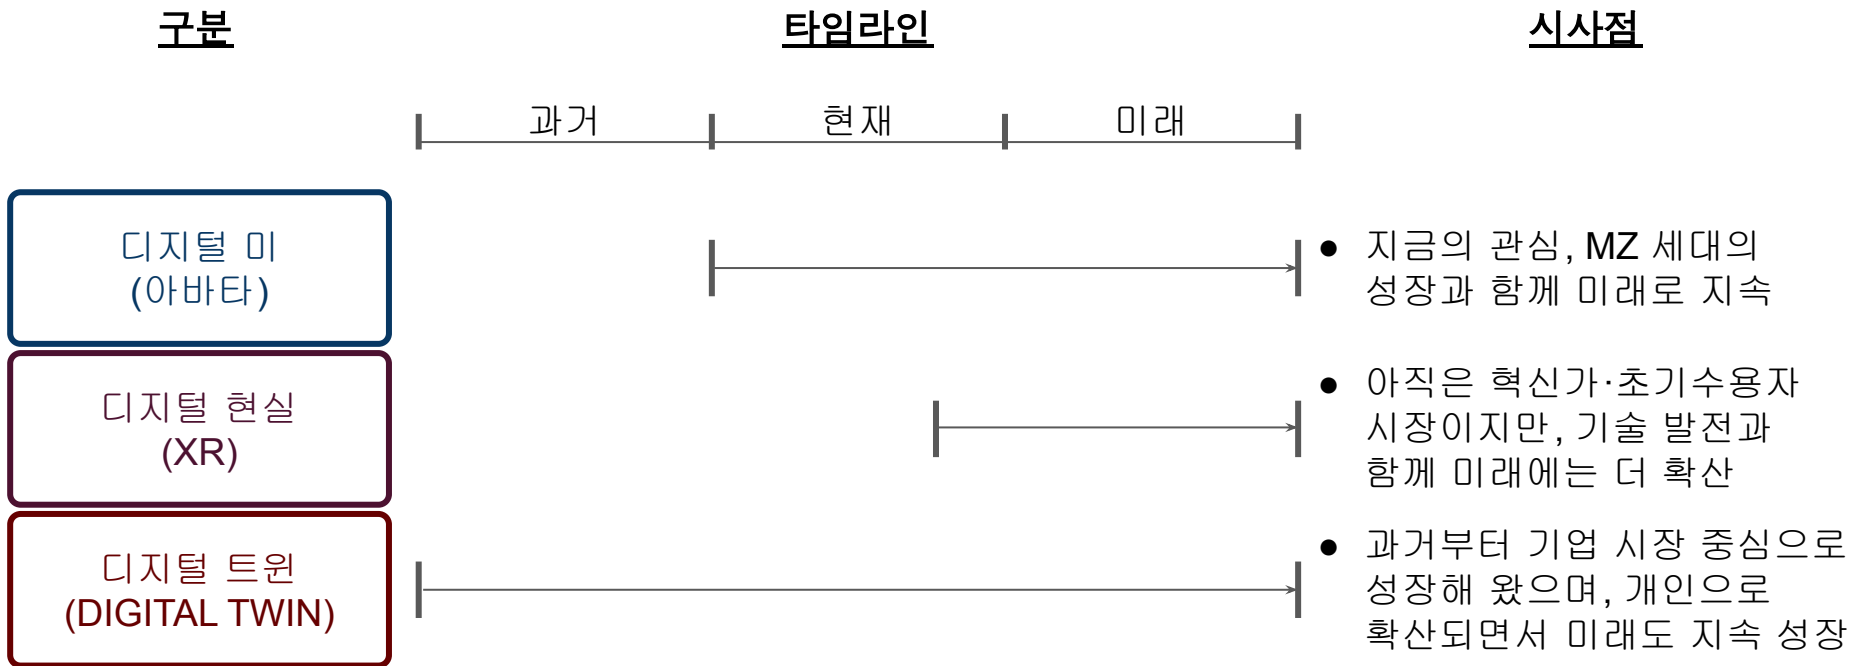 구분
타임라인
시사점
과거
현재
미래
디지털 미
(아바타)
● 지금의 관심, MZ 세대의
성장과 함께 미래로 지속
디지털 현실
(XR)
● 아직은 혁신가·초기수용자
시장이지만, 기술 발전과
함께 미래에는 더 확산
디지털 트윈
(DIGITAL TWIN)
● 과거부터 기업 시장 중심으로
성장해 왔으며, 개인으로
확산되면서 미래도 지속 성장